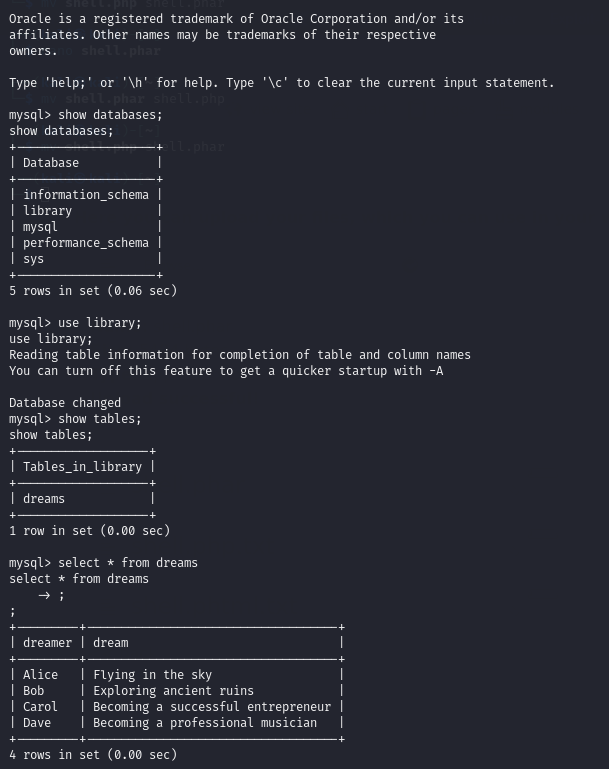 Oracle is a registered trademark of Oracle Corporation and/or its
affiliates. Other names may be trademarks of their respective
owners.
Type 'help;' or '\h' for help. Type '\c' to clear the current input statement.
mysql> show databases;
show databases;
+--------------------+
| Database           |
+--------------------+
| information_schema |
| library            |
| mysql              |
| performance_schema |
| sys                |
+--------------------+
5 rows in set (0.06 sec)
mysql> use library;
use library;
Reading table information for completion of table and column names
You can turn off this feature to get a quicker startup with -A
Database changed
mysql> show tables;
show tables;
+-------------------+
| Tables_in_library |
+-------------------+
| dreams            |
+-------------------+
1 row in set (0.00 sec)
mysql> select * from dreams
select * from dreams
    -> ;
;
+---------+------------------------------------+
| dreamer | dream                              |
+---------+------------------------------------+
| Alice   | Flying in the sky                  |
| Bob     | Exploring ancient ruins            |
| Carol   | Becoming a successful entrepreneur |
| Dave    | Becoming a professional musician   |
+---------+------------------------------------+
4 rows in set (0.00 sec)